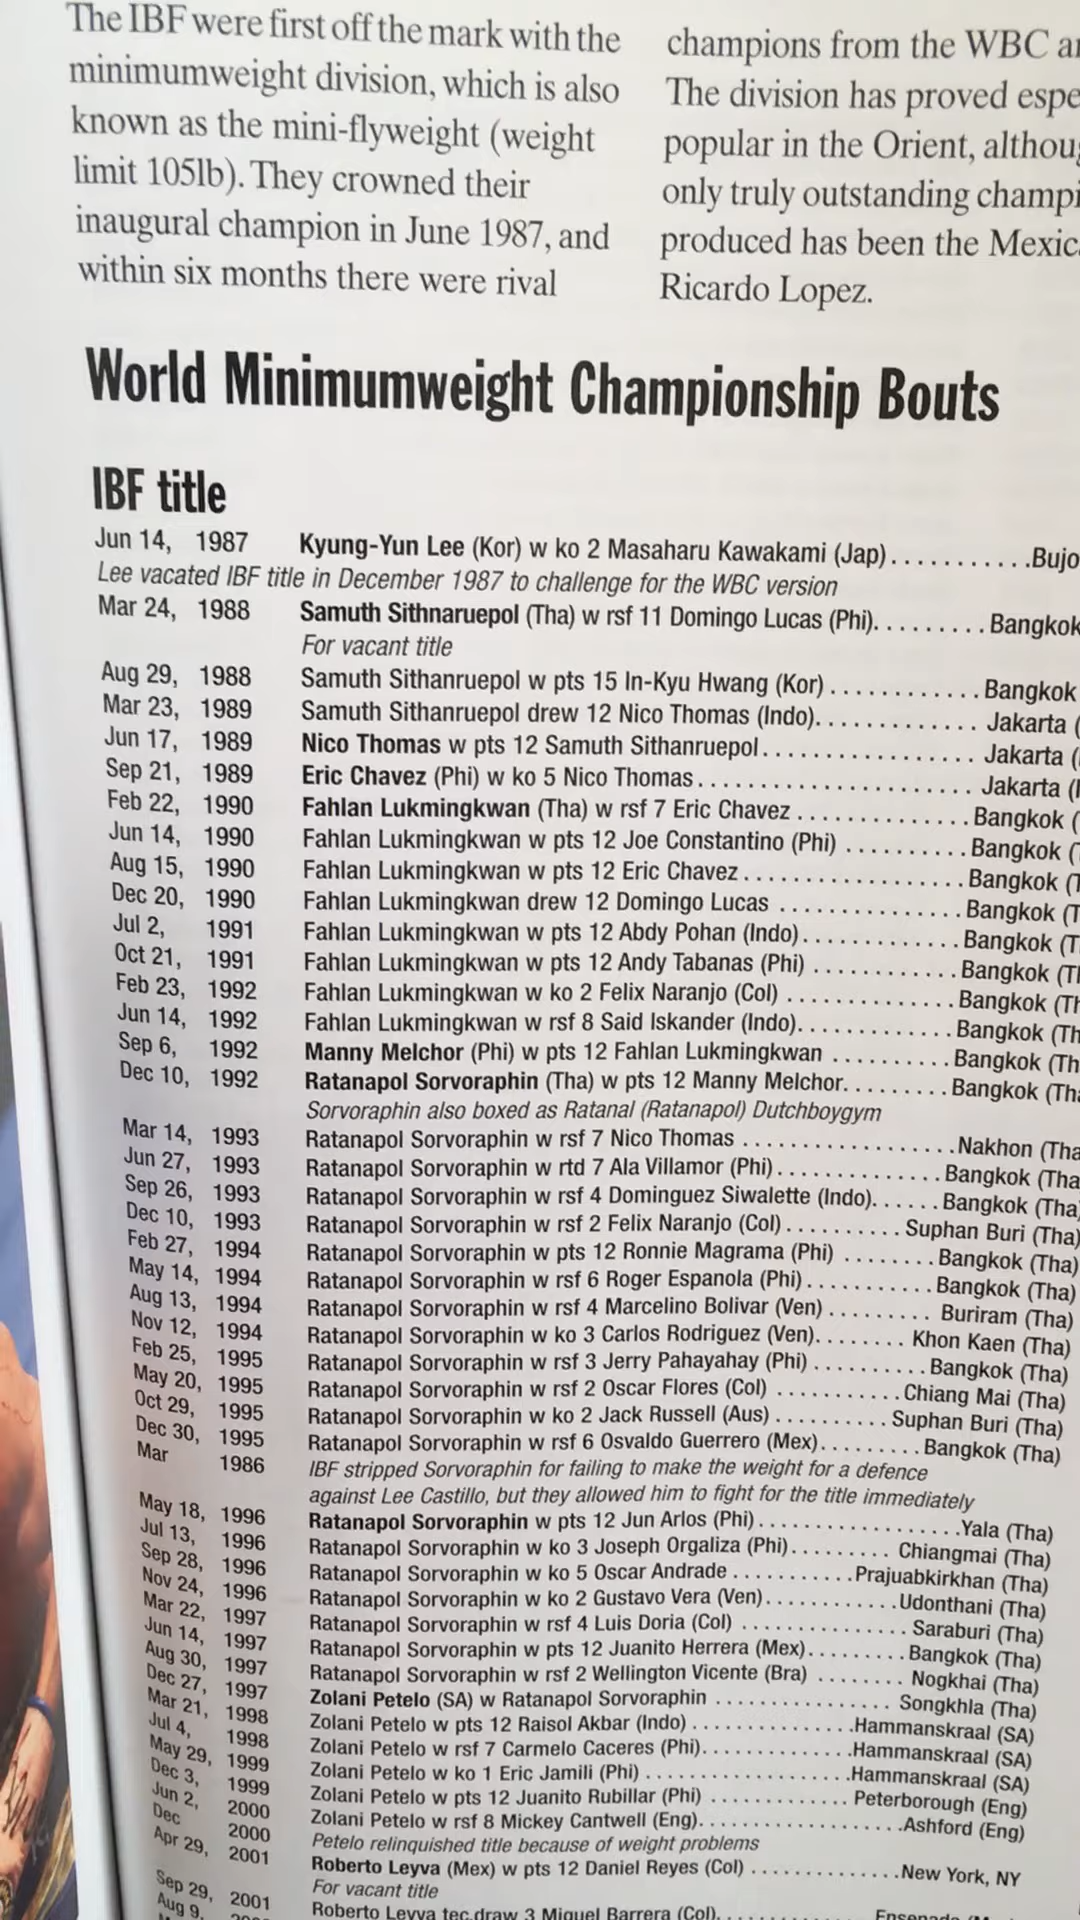 The IBF were first off the mark with the
minimumweight division, which is also
known as the mini-flyweight (weight
limit 105lb). They crowned their
inaugural champion in June 1987, and
within six months there were rival
champions from the WBC
The division has proved
popular in the Orient,
only truly outstanding
produced has been the
Ricardo Lopez.
World Minimumweight Championship Bouts
IBF title
Jun 14, 1987 Kyung-Yun Lee (Kor) w ko 2 Masaharu Kawakami (Jap)...........Bujo
Lee vacated IBF title in December 1987 to challenge for the WBC version
Mar 24, 1988 Samuth Sithnaruepol (Tha) w rsf 11 Domingo Lucas (Phi).........Bangkok
For vacant title
Aug 29, 1988 Samuth Sithanruepol w pts 15 In-Kyu Hwang (Kor)............Bangkok
Mar 23, 1989 Samuth Sithanruepol drew 12 Nico Thomas (Indo)..............Jakarta (
Jun 17, 1989 Nico Thomas w pts 12 Samuth Sithanruepol..................Jakarta (
Sep 21, 1989 Eric Chavez (Phi) w ko 5 Nico Thomas.......................Jakarta (
Feb 22, 1990 Fahlan Lukmingkwan (Tha) w rsf 7 Eric Chavez..............Bangkok (
Jun 14, 1990 Fahlan Lukmingkwan w pts 12 Joe Constantino (Phi)..........Bangkok (
Aug 15, 1990 Fahlan Lukmingkwan w pts 12 Eric Chavez..................Bangkok (T
Dec 20, 1990 Fahlan Lukmingkwan drew 12 Domingo Lucas...............Bangkok (T
Jul 2, 1991 Fahlan Lukmingkwan w pts 12 Abdy Pohan (Indo).............Bangkok (T
Oct 21, 1991 Fahlan Lukmingkwan w pts 12 Andy Tabanas (Phi)............Bangkok (Th
Feb 23, 1992 Fahlan Lukmingkwan w ko 2 Felix Naranjo (Col)..............Bangkok (Th
Jun 14, 1992 Fahlan Lukmingkwan w rsf 8 Said Iskander (Indo).............Bangkok (Th
Sep 6, 1992 Manny Melchor (Phi) w pts 12 Fahlan Lukmingkwan..........Bangkok (Th
Dec 10, 1992 Ratanapol Sorvoraphin (Tha) w pts 12 Manny Melchor.........Bangkok (Tha
Sorvoraphin also boxed as Ratanal (Ratanapol) Dutchboygym
Mar 14, 1993 Ratanapol Sorvoraphin w rsf 7 Nico Thomas..................Nakhon (Tha
Jun 27, 1993 Ratanapol Sorvoraphin w rtd 7 Ala Villamor (Phi)..............Bangkok (Tha
Sep 26, 1993 Ratanapol Sorvoraphin w rsf 4 Dominguez Siwalette (Indo).......Bangkok (Tha)
Dec 10, 1993 Ratanapol Sorvoraphin w rsf 2 Felix Naranjo (Col)..........Suphan Buri (Tha)
Feb 27, 1994 Ratanapol Sorvoraphin w pts 12 Ronnie Magrama (Phi)........Bangkok (Tha)
May 14, 1994 Ratanapol Sorvoraphin w rsf 6 Roger Espanola (Phi)...........Bangkok (Tha)
Aug 13, 1994 Ratanapol Sorvoraphin w rsf 4 Marcelino Bolivar (Ven).........Buriram (Tha)
Nov 12, 1994 Ratanapol Sorvoraphin w ko 3 Carlos Rodriguez (Ven)........Khon Kaen (Tha)
Feb 25, 1995 Ratanapol Sorvoraphin w rsf 3 Jerry Pahayahay (Phi)..........Bangkok (Tha)
May 20, 1995 Ratanapol Sorvoraphin w rsf 2 Oscar Flores (Col)...........Chiang Mai (Tha)
Oct 29, 1995 Ratanapol Sorvoraphin w ko 2 Jack Russell (Aus)..........Suphan Buri (Tha)
Dec 30, 1995 Ratanapol Sorvoraphin w rsf 6 Osvaldo Guerrero (Mex).........Bangkok (Tha)
Mar 1986 IBF stripped Sorvoraphin for failing to make the weight for a defence
against Lee Castillo, but they allowed him to fight for the title immediately
May 18, 1996 Ratanapol Sorvoraphin w pts 12 Jun Arlos (Phi)...................Yala (Tha)
Jul 13, 1996 Ratanapol Sorvoraphin w ko 3 Joseph Orgaliza (Phi).........Chiangmai (Tha)
Sep 28, 1996 Ratanapol Sorvoraphin w ko 5 Oscar Andrade...........Prajuabkirkhan (Tha)
Nov 24, 1996 Ratanapol Sorvoraphin w ko 2 Gustavo Vera (Ven).............Udonthani (Tha)
Mar 22, 1997 Ratanapol Sorvoraphin w rsf 4 Luis Doria (Col)...............Saraburi (Tha)
Jun 14, 1997 Ratanapol Sorvoraphin w pts 12 Juanito Herrera (Mex)..........Bangkok (Tha)
Aug 30, 1997 Ratanapol Sorvoraphin w rsf 2 Wellington Vicente (Bra)........Nogkhai (Tha)
Dec 27, 1997 Zolani Petelo (SA) w Ratanapol Sorvoraphin................Songkhla (Tha)
Mar 21, 1998 Zolani Petelo w pts 12 Raisol Akbar (Indo)...............Hammanskraal (SA)
Jul 4, 1998 Zolani Petelo w rsf 7 Carmelo Caceres (Phi)..............Hammanskraal (SA)
May 29, 1999 Zolani Petelo w ko 1 Eric Jamili (Phi)....................Hammanskraal (SA)
Dec 3, 1999 Zolani Petelo w pts 12 Juanito Rubillar (Phi).............Peterborough (Eng)
Jun 2, 2000 Zolani Petelo w rsf 8 Mickey Cantwell (Eng)....................Ashford (Eng)
Dec 2000 Petelo relinquished title because of weight problems
Apr 29, 2001 Roberto Leyva (Mex) w pts 12 Daniel Reyes (Col)..............New York, NY
For vacant title
Sep 29, 2001 Roberto Leyva tec.draw 3 Miguel Barrera (Col)
Aug 9,